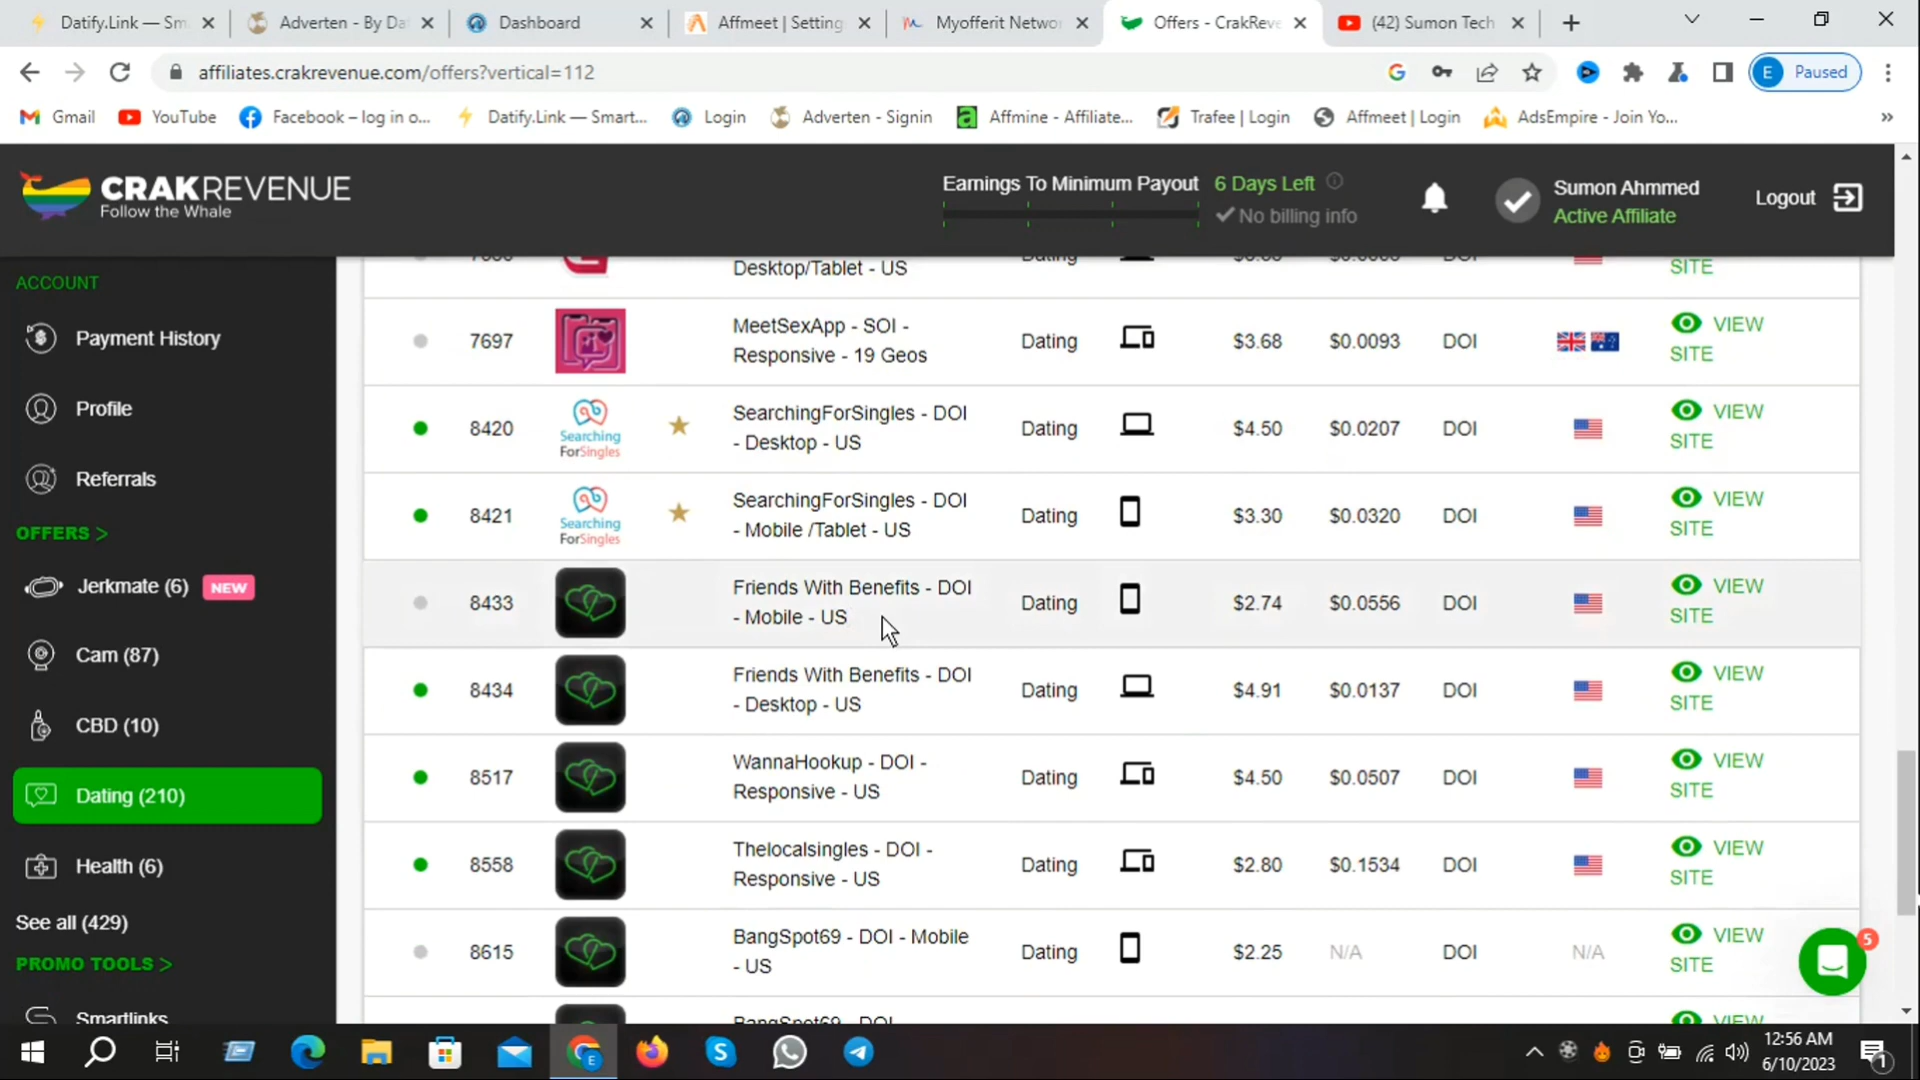 Datify.Link — Sm
Adverten - By Da
Dashboard
Affmeet | Setting
Myofferit Netwo
Offers - CrakReve
(42) Sumon Tech
affiliates.crakrevenue.com/offers?vertical=112
E Paused
Gmail
YouTube
Facebook – log in o...
Datify.Link — Smart...
Login
Adverten - Signin
Affmine - Affiliate...
Trafee | Login
Affmeet | Login
AdsEmpire - Join Yo...
»
CRAKREVENUE
Follow the Whale
Earnings To Minimum Payout
6 Days Left
No billing info
Sumon Ahmmed
Active Affiliate
Logout
ACCOUNT
Payment History
Profile
Referrals
OFFERS >
Jerkmate (6) NEW
Cam (87)
CBD (10)
Dating (210)
Health (6)
See all (429)
PROMO TOOLS >
Smartlinks
Desktop/Tablet - US
SITE
7697 MeetSexApp - SOI - Responsive - 19 Geos Dating $3.68 $0.0093 DOI VIEW SITE
8420 Searching ForSingles SearchingForSingles - DOI - Desktop - US Dating $4.50 $0.0207 DOI VIEW SITE
8421 Searching ForSingles SearchingForSingles - DOI - Mobile /Tablet - US Dating $3.30 $0.0320 DOI VIEW SITE
8433 Friends With Benefits - DOI - Mobile - US Dating $2.74 $0.0556 DOI VIEW SITE
8434 Friends With Benefits - DOI - Desktop - US Dating $4.91 $0.0137 DOI VIEW SITE
8517 WannaHookup - DOI - Responsive - US Dating $4.50 $0.0507 DOI VIEW SITE
8558 Thelocalsingles - DOI - Responsive - US Dating $2.80 $0.1534 DOI VIEW SITE
8615 BangSpot69 - DOI - Mobile - US Dating $2.25 N/A DOI N/A VIEW SITE
BangSpot69 - DOI
VIEW
5
12:56 AM
6/10/2023
1